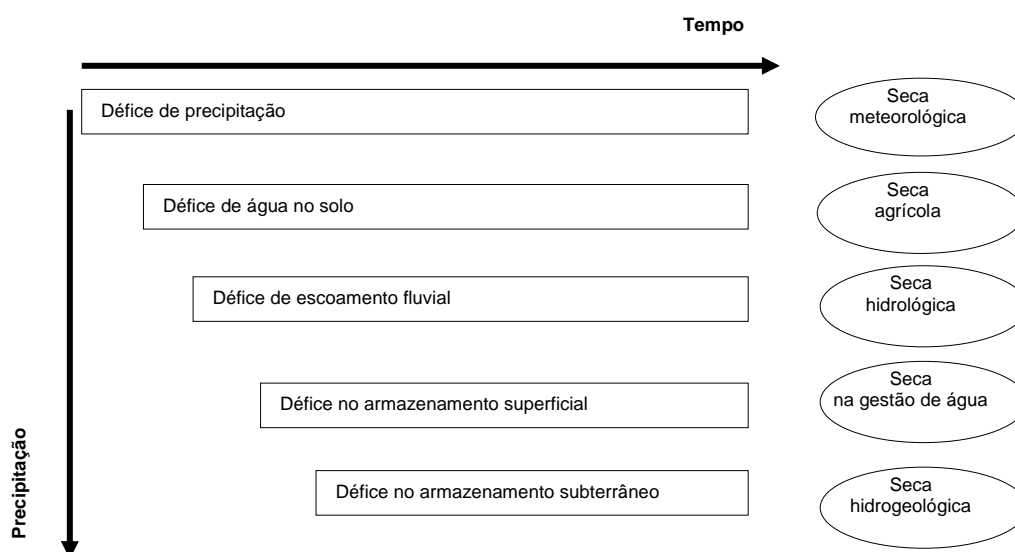 Tempo
Défice de precipitação
Seca
meteorológica
Défice de água no solo
Seca
agrícola
Défice de escoamento fluvial
Seca
hidrológica
Défice no armazenamento superficial
Seca
na gestão de água
Défice no armazenamento subterrâneo
Seca
hidrogeológica
Precipitação